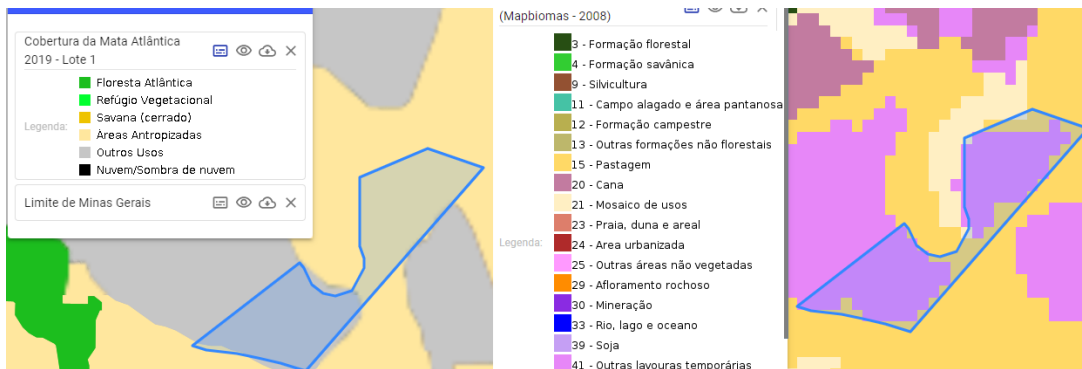 Cobertura da Mata Atlântica
2019 - Lote 1
Legenda:
Floresta Atlântica
Refúgio Vegetacional
Savana (cerrado)
Áreas Antropizadas
Outros Usos
Nuvem/Sombra de nuvem
Limite de Minas Gerais
(Mapbiomas - 2008)
Legenda:
3 - Formação florestal
4 - Formação savânica
9 - Silvicultura
11 - Campo alagado e área pantanosa
12 - Formação campestre
13 - Outras formações não florestais
15 - Pastagem
20 - Cana
21 - Mosaico de usos
23 - Praia, duna e areal
24 - Area urbanizada
25 - Outras áreas não vegetadas
29 - Afloramento rochoso
30 - Mineração
33 - Rio, lago e oceano
39 - Soja
41 - Outras lavouras temporárias